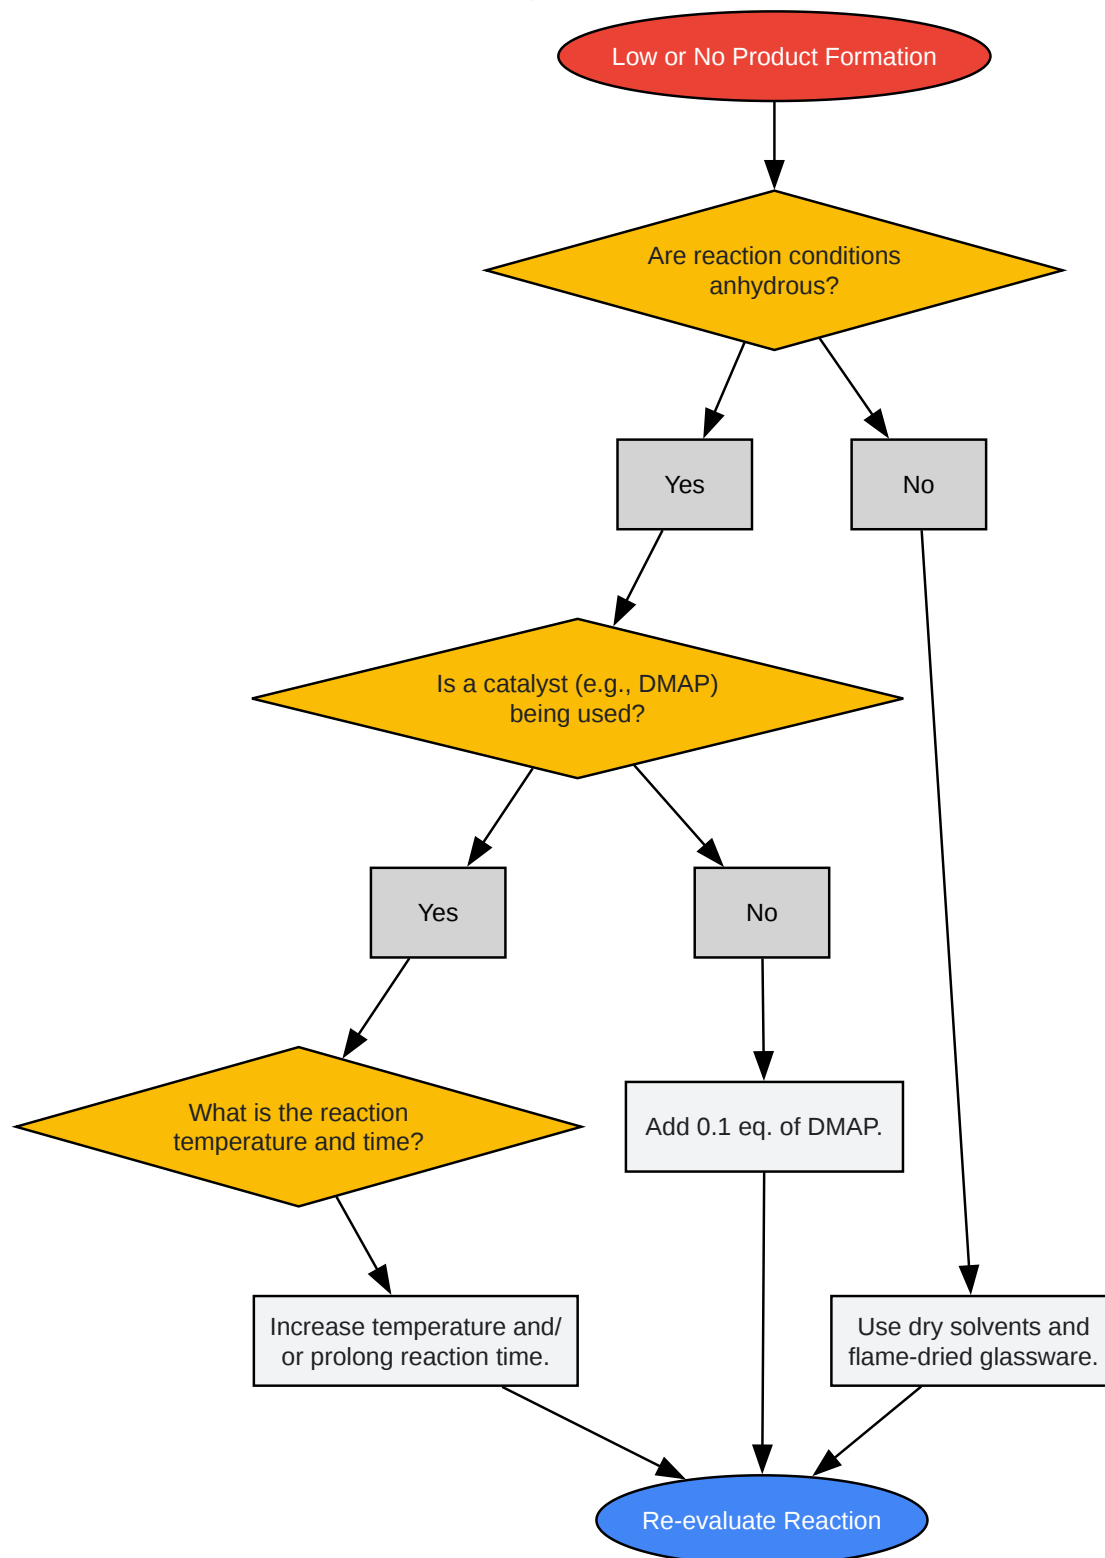 Low or No Product Formation
Are reaction conditions
anhydrous?
Yes
No
Is a catalyst (e.g., DMAP)
being used?
Yes
No
What is the reaction
temperature and time?
Add 0.1 eq. of DMAP.
Increase temperature and/
or prolong reaction time.
Use dry solvents and
flame-dried glassware.
Re-evaluate Reaction